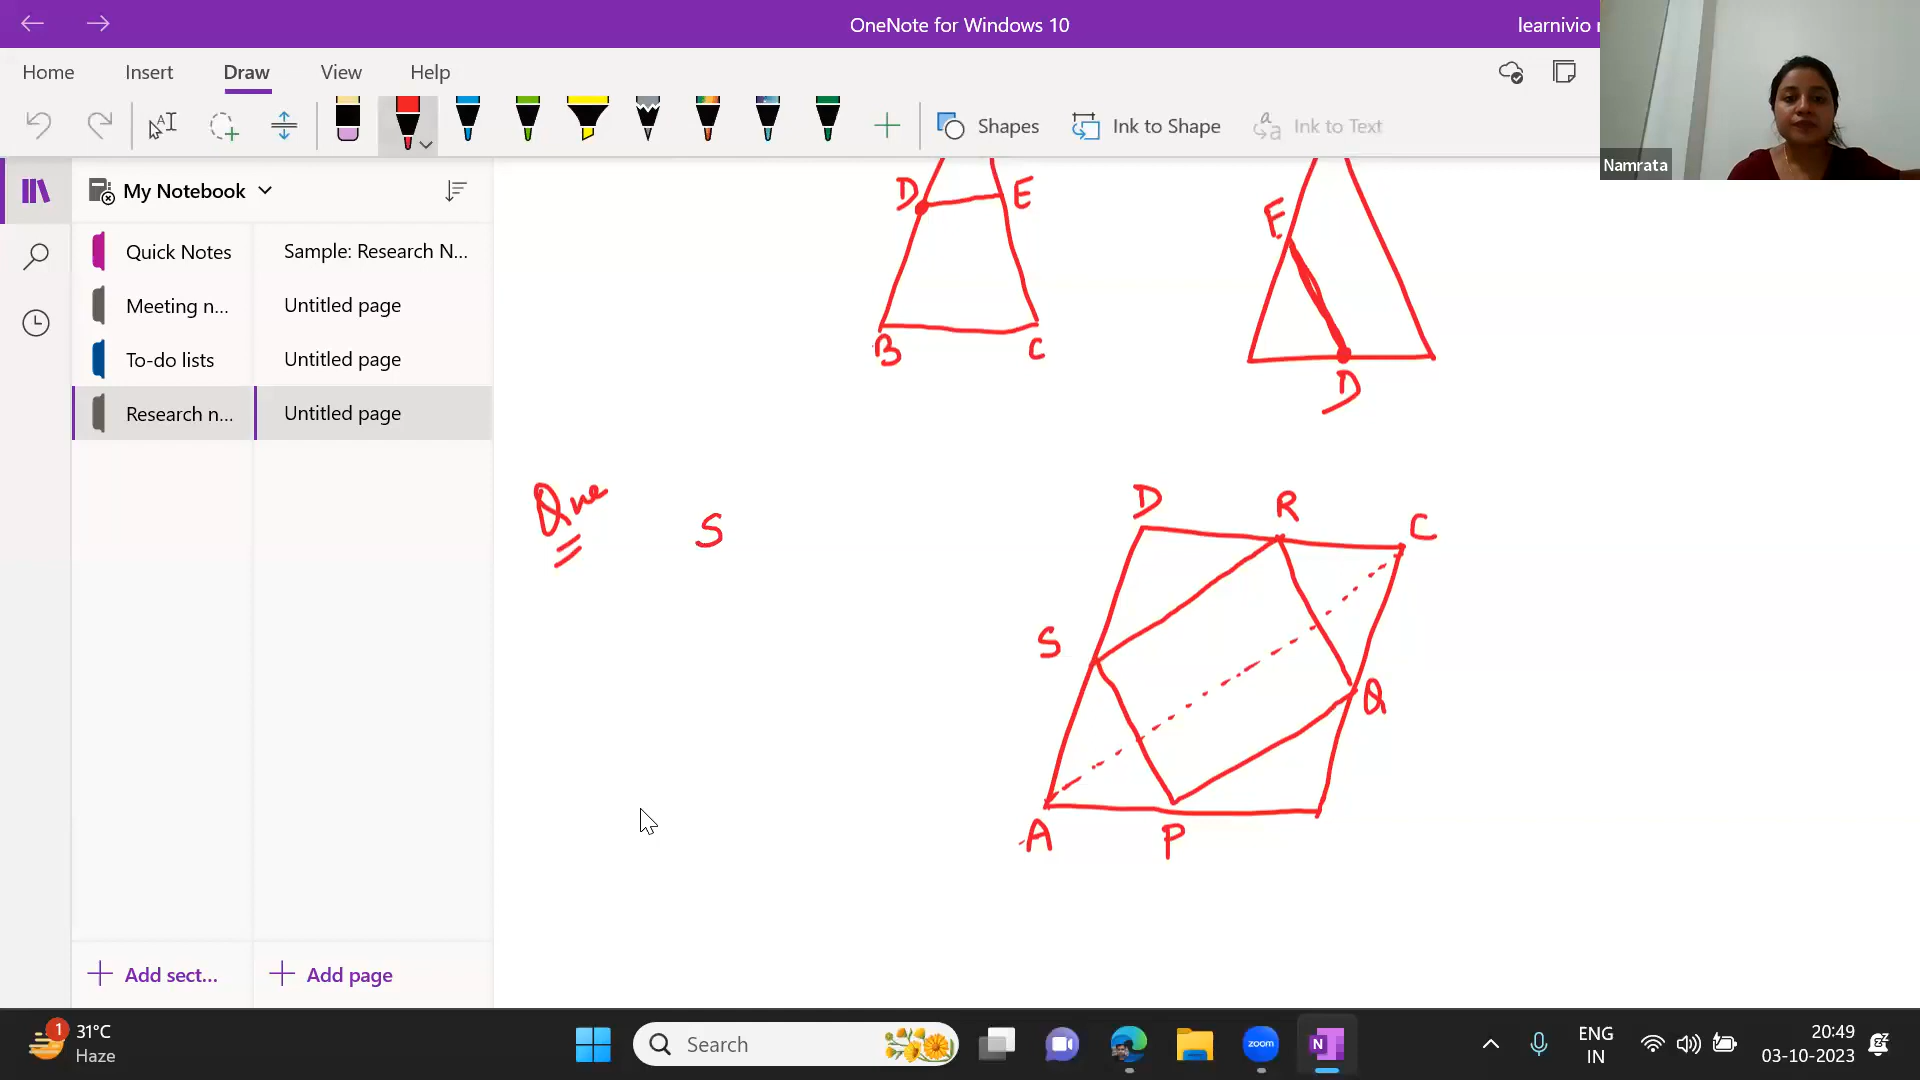 OneNote for Windows 10
learnivio
Home Insert Draw View Help
Shapes Ink to Shape Ink to Text
Namrata
My Notebook
Quick Notes
Meeting n...
To-do lists
Research n...
Sample: Research N...
Untitled page
Untitled page
Untitled page
D E
B C
F
D
Que S
D R C
S
Q
A P
Add sect...
Add page
1
31°C
Haze
Search
zoom
N
ENG
IN
20:49
03-10-2023